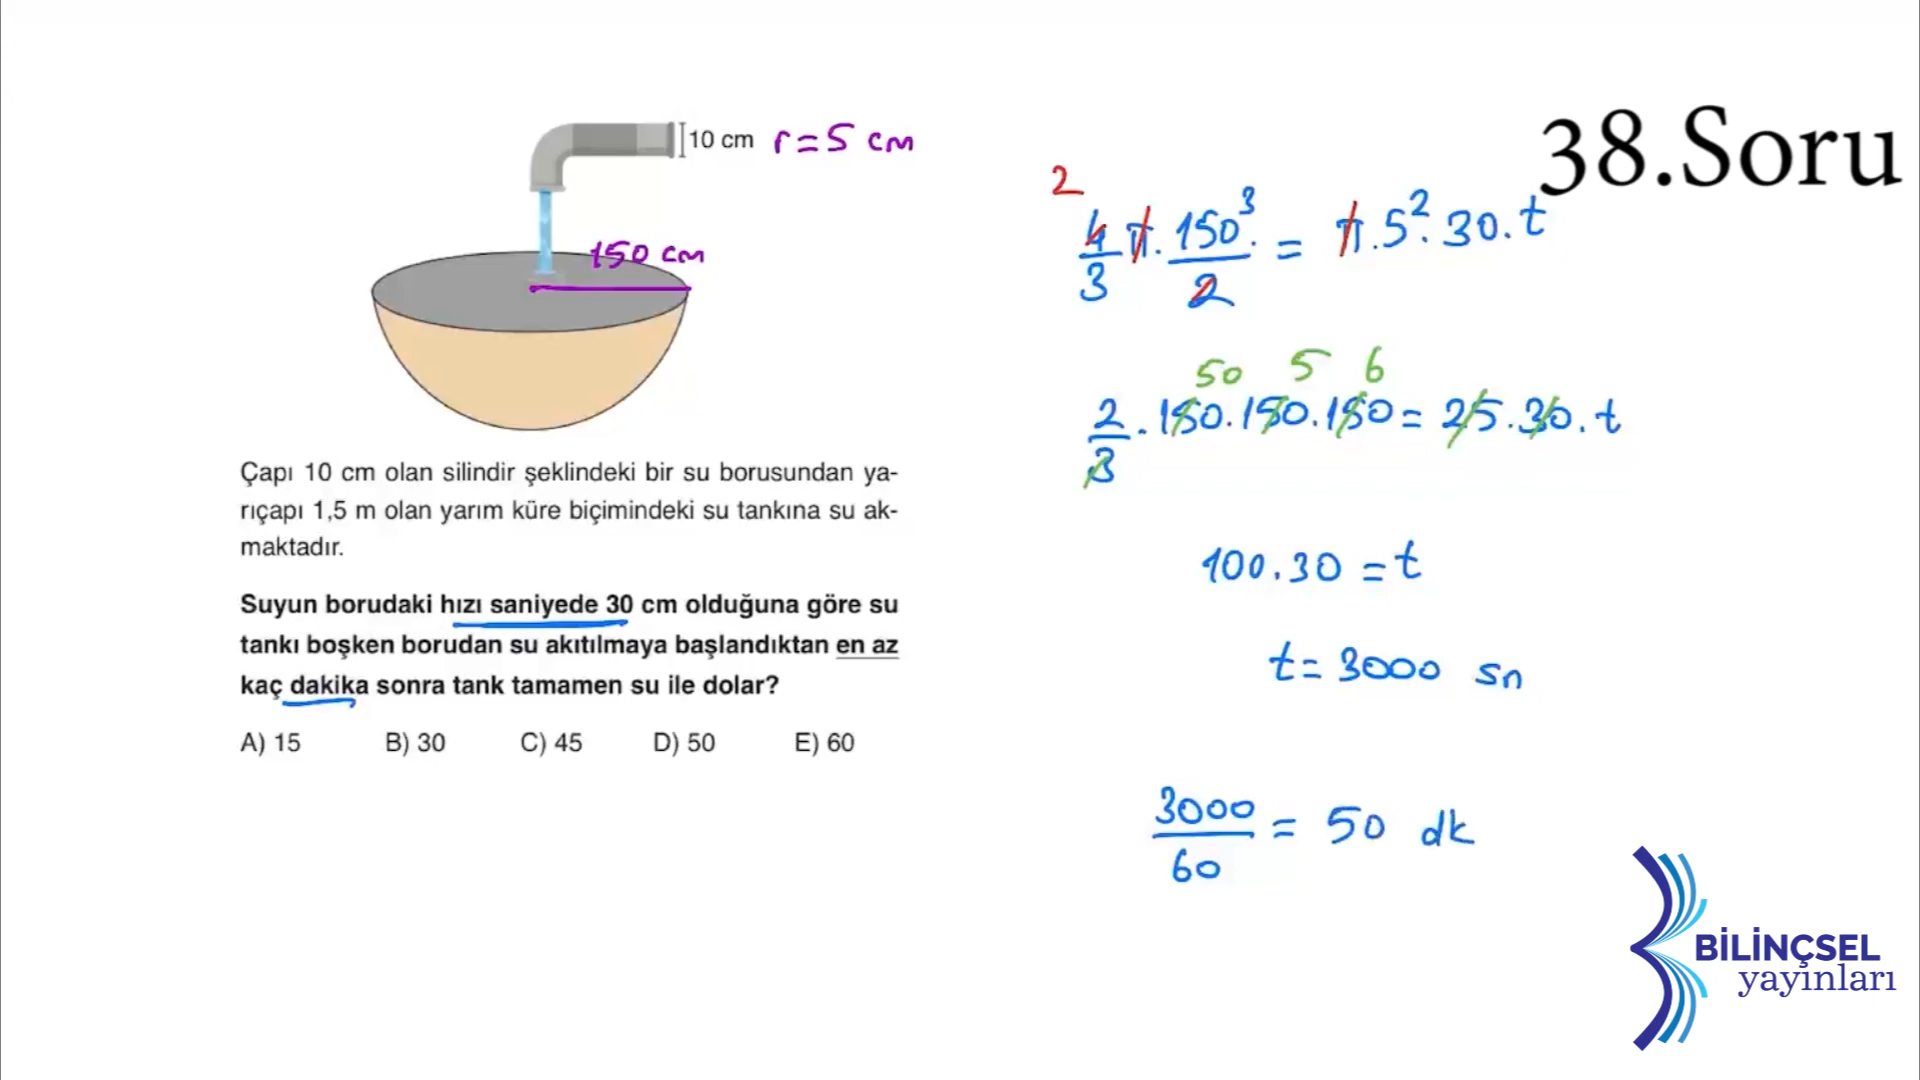 38.Soru
10 cm r = 5 cm
150 cm
Çapı 10 cm olan silindir şeklindeki bir su borusundan ya-
rıçapı 1,5 m olan yarım küre biçimindeki su tankına su ak-
maktadır.
Suyun borudaki hızı saniyede 30 cm olduğuna göre su
tankı boşken borudan su akıtılmaya başlandıktan en az
kaç dakika sonra tank tamamen su ile dolar?
A) 15 B) 30 C) 45 D) 50 E) 60
2
4/3 π. 150³/2 = π.5².30.t
50 5 6
2/3 . 150.150.150 = 25.30.t
100.30 = t
t = 3000 sn
3000/60 = 50 dk
BİLİNÇSEL
yayınları